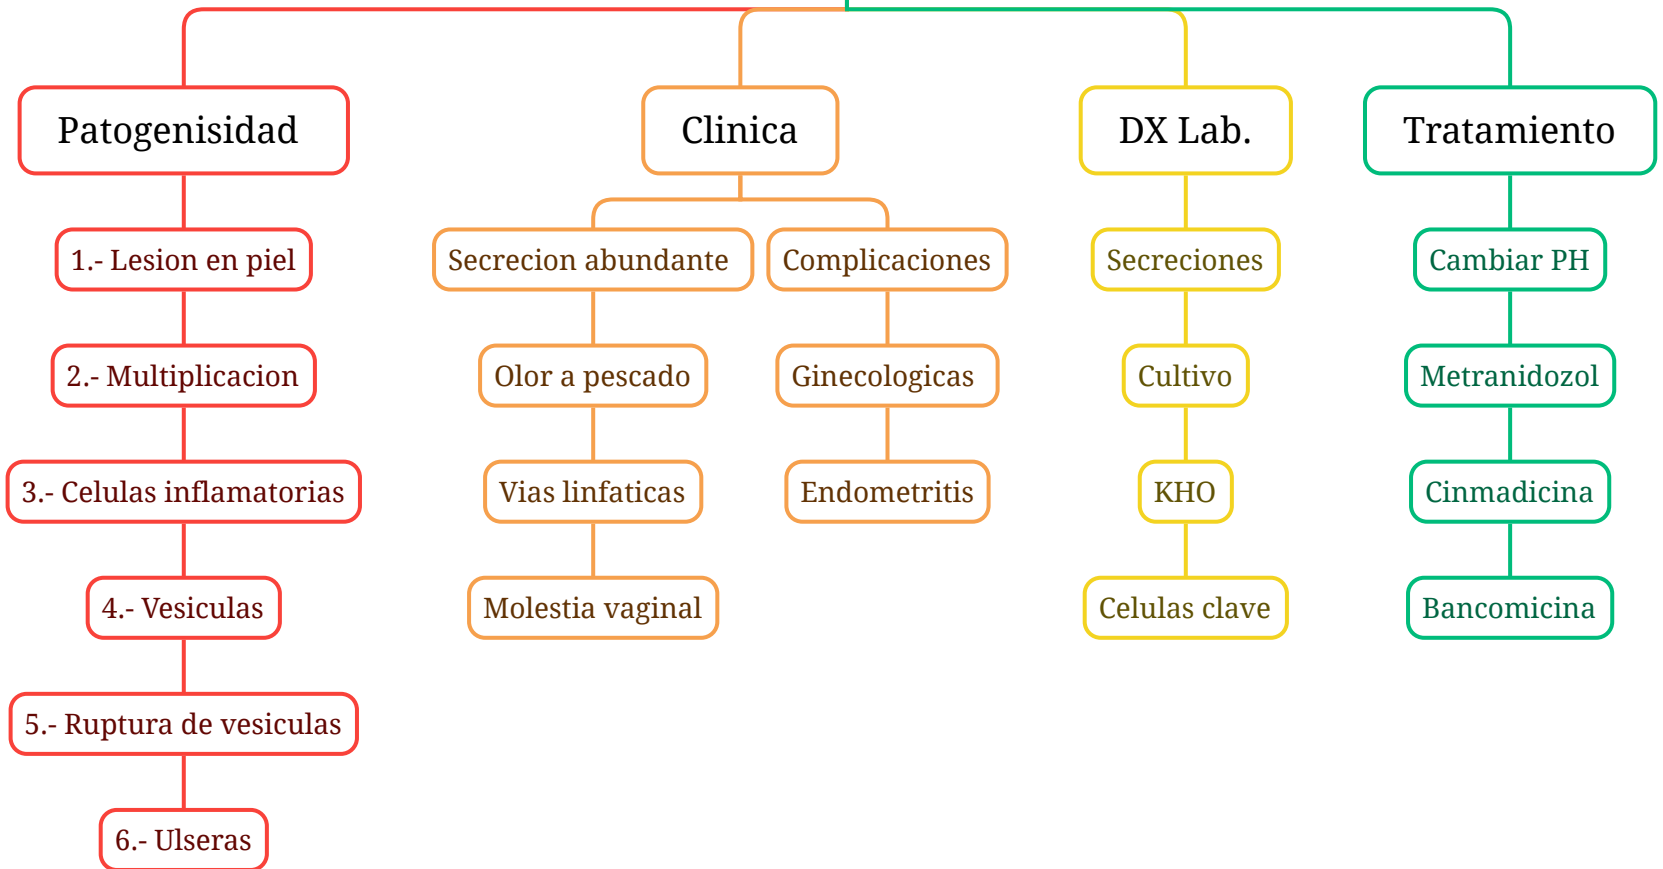 Patogenisidad
1.- Lesion en piel
2.- Multiplicacion
3.- Celulas inflamatorias
4.- Vesiculas
5.- Ruptura de vesiculas
6.- Ulseras
Clinica
Secrecion abundante
Olor a pescado
Vias linfaticas
Molestia vaginal
Complicaciones
Ginecologicas
Endometritis
DX Lab.
Secreciones
Cultivo
KHO
Celulas clave
Tratamiento
Cambiar PH
Metranidozol
Cinmadicina
Bancomicina